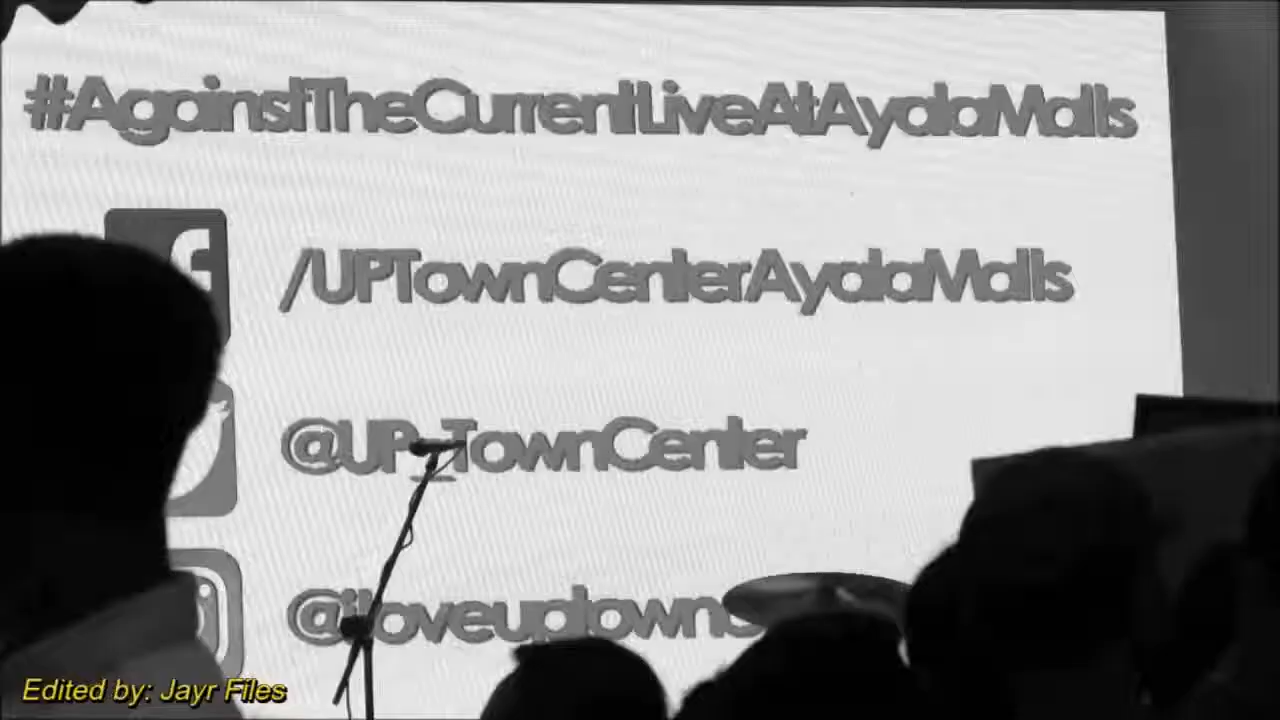 #AgainstTheCurrentLiveAtAyalaMalls
/UPTownCenterAyalaMalls
@UP_TownCenter
Edited by: Jayr Files